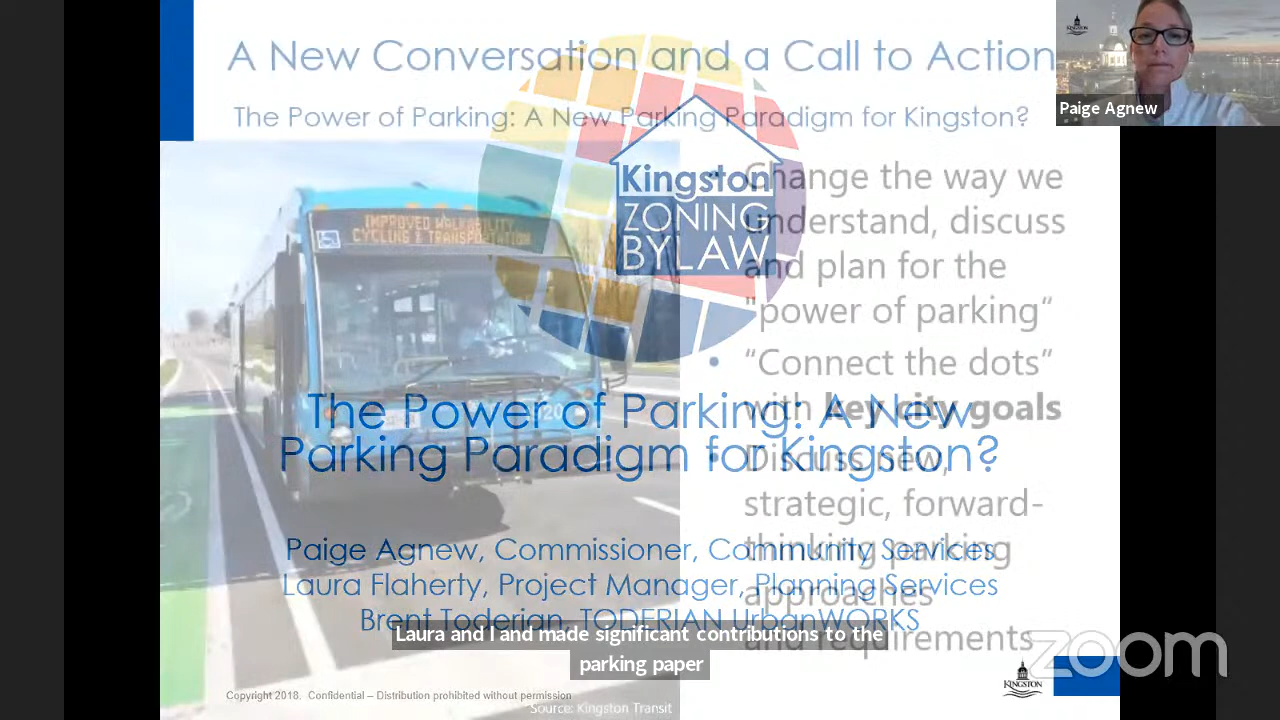 A New Conversation and a Call to Action
The Power of Parking: A New Parking Paradigm for Kingston?
KINGSTON
Paige Agnew
Kingston
ZONING
BYLAW
IMPROVED WALKABILITY
CYCLING & TRANSPORTATION
Change the way we
understand, discuss
and plan for the
"power of parking"
• "Connect the dots"
with key city goals
Discuss new,
strategic, forward-
thinking parking
approaches
and requirements
The Power of Parking: A New
Parking Paradigm for Kingston?
Paige Agnew, Commissioner, Community Services
Laura Flaherty, Project Manager, Planning Services
Brent Toderian, TODERIAN UrbanWORKS
Laura and I and made significant contributions to the
parking paper
zoom
KINGSTON
Copyright 2018. Confidential – Distribution prohibited without permission
Source: Kingston Transit